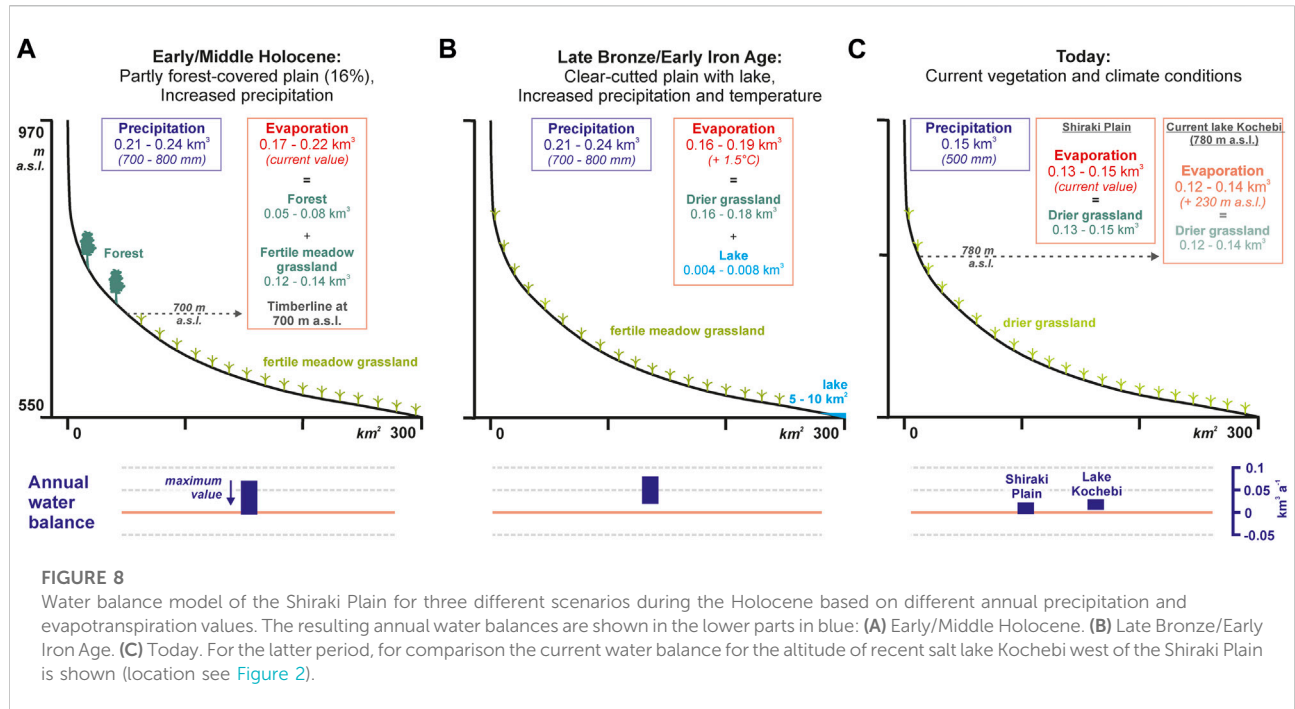 A
Early/Middle Holocene:
Partly forest-covered plain (16%),
Increased precipitation
970
m
a.s.l.
Precipitation
0.21 - 0.24 km³
(700 - 800 mm)
Evaporation
0.17 - 0.22 km³
(current value)
=
Forest
0.05 - 0.08 km³
+
Fertile meadow
grassland
0.12 - 0.14 km³
Timberline at
700 m a.s.l.
Forest
700 m
a.s.l.
fertile meadow grassland
550
0
km²
300
B
Late Bronze/Early Iron Age:
Clear-cutted plain with lake,
Increased precipitation and temperature
Precipitation
0.21 - 0.24 km³
(700 - 800 mm)
Evaporation
0.16 - 0.19 km³
(+ 1.5°C)
=
Drier grassland
0.16 - 0.18 km³
+
Lake
0.004 - 0.008 km³
fertile meadow grassland
lake
5 - 10 km²
0
km²
300
C
Today:
Current vegetation and climate conditions
Precipitation
0.15 km³
(500 mm)
Shiraki Plain
Evaporation
0.13 - 0.15 km³
(current value)
=
Drier grassland
0.13 - 0.15 km³
Current lake Kochebi
(780 m a.s.l.)
Evaporation
0.12 - 0.14 km³
(+ 230 m a.s.l.)
=
Drier grassland
0.12 - 0.14 km³
780 m
a.s.l.
drier grassland
0
km²
300
Annual
water
balance
maximum
value
Shiraki
Plain
Lake
Kochebi
0.1
0.05
0
-0.05
km³ a⁻¹
FIGURE 8
Water balance model of the Shiraki Plain for three different scenarios during the Holocene based on different annual precipitation and
evapotranspiration values. The resulting annual water balances are shown in the lower parts in blue: (A) Early/Middle Holocene. (B) Late Bronze/Early
Iron Age. (C) Today. For the latter period, for comparison the current water balance for the altitude of recent salt lake Kochebi west of the Shiraki Plain
is shown (location see Figure 2).